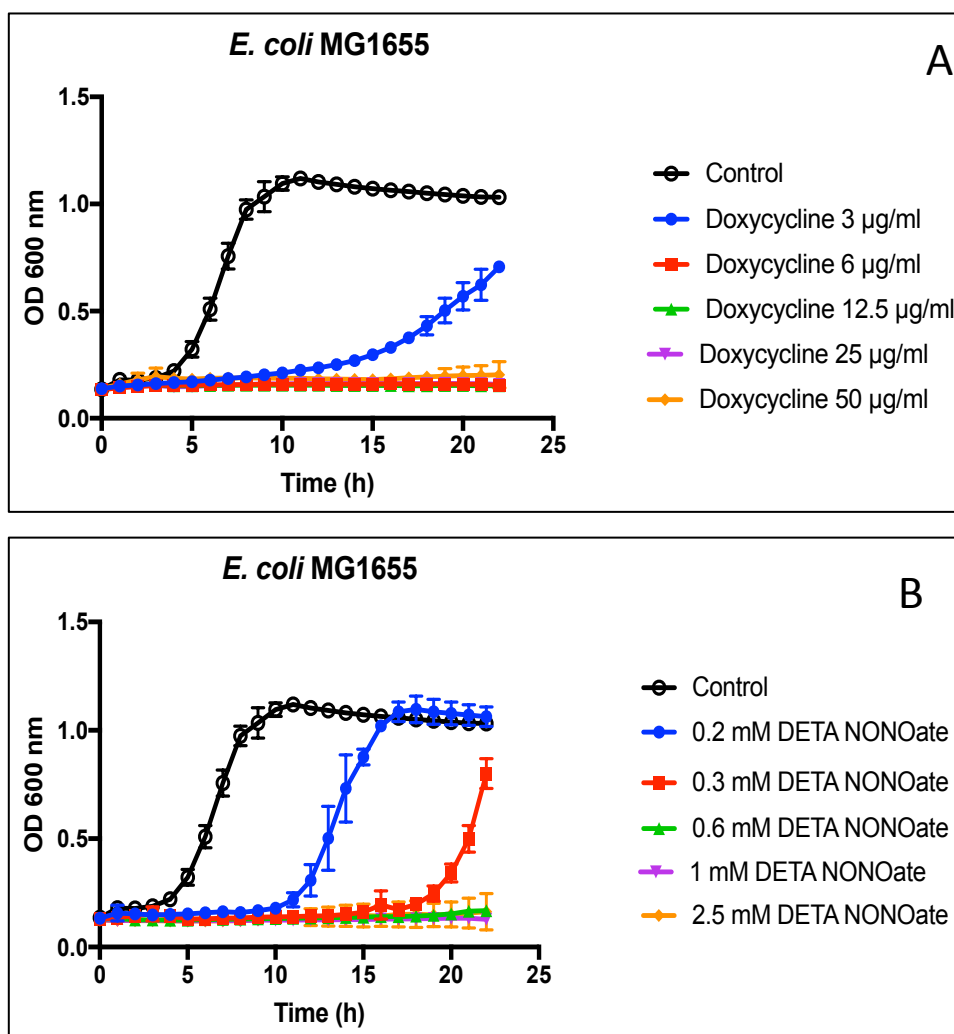 E. coli MG1655
A
1.5
1.0
0.5
0.0
OD 600 nm
0 5 10 15 20 25
Time (h)
Control
Doxycycline 3 µg/ml
Doxycycline 6 µg/ml
Doxycycline 12.5 µg/ml
Doxycycline 25 µg/ml
Doxycycline 50 µg/ml
E. coli MG1655
B
1.5
1.0
0.5
0.0
OD 600 nm
0 5 10 15 20 25
Time (h)
Control
0.2 mM DETA NONOate
0.3 mM DETA NONOate
0.6 mM DETA NONOate
1 mM DETA NONOate
2.5 mM DETA NONOate